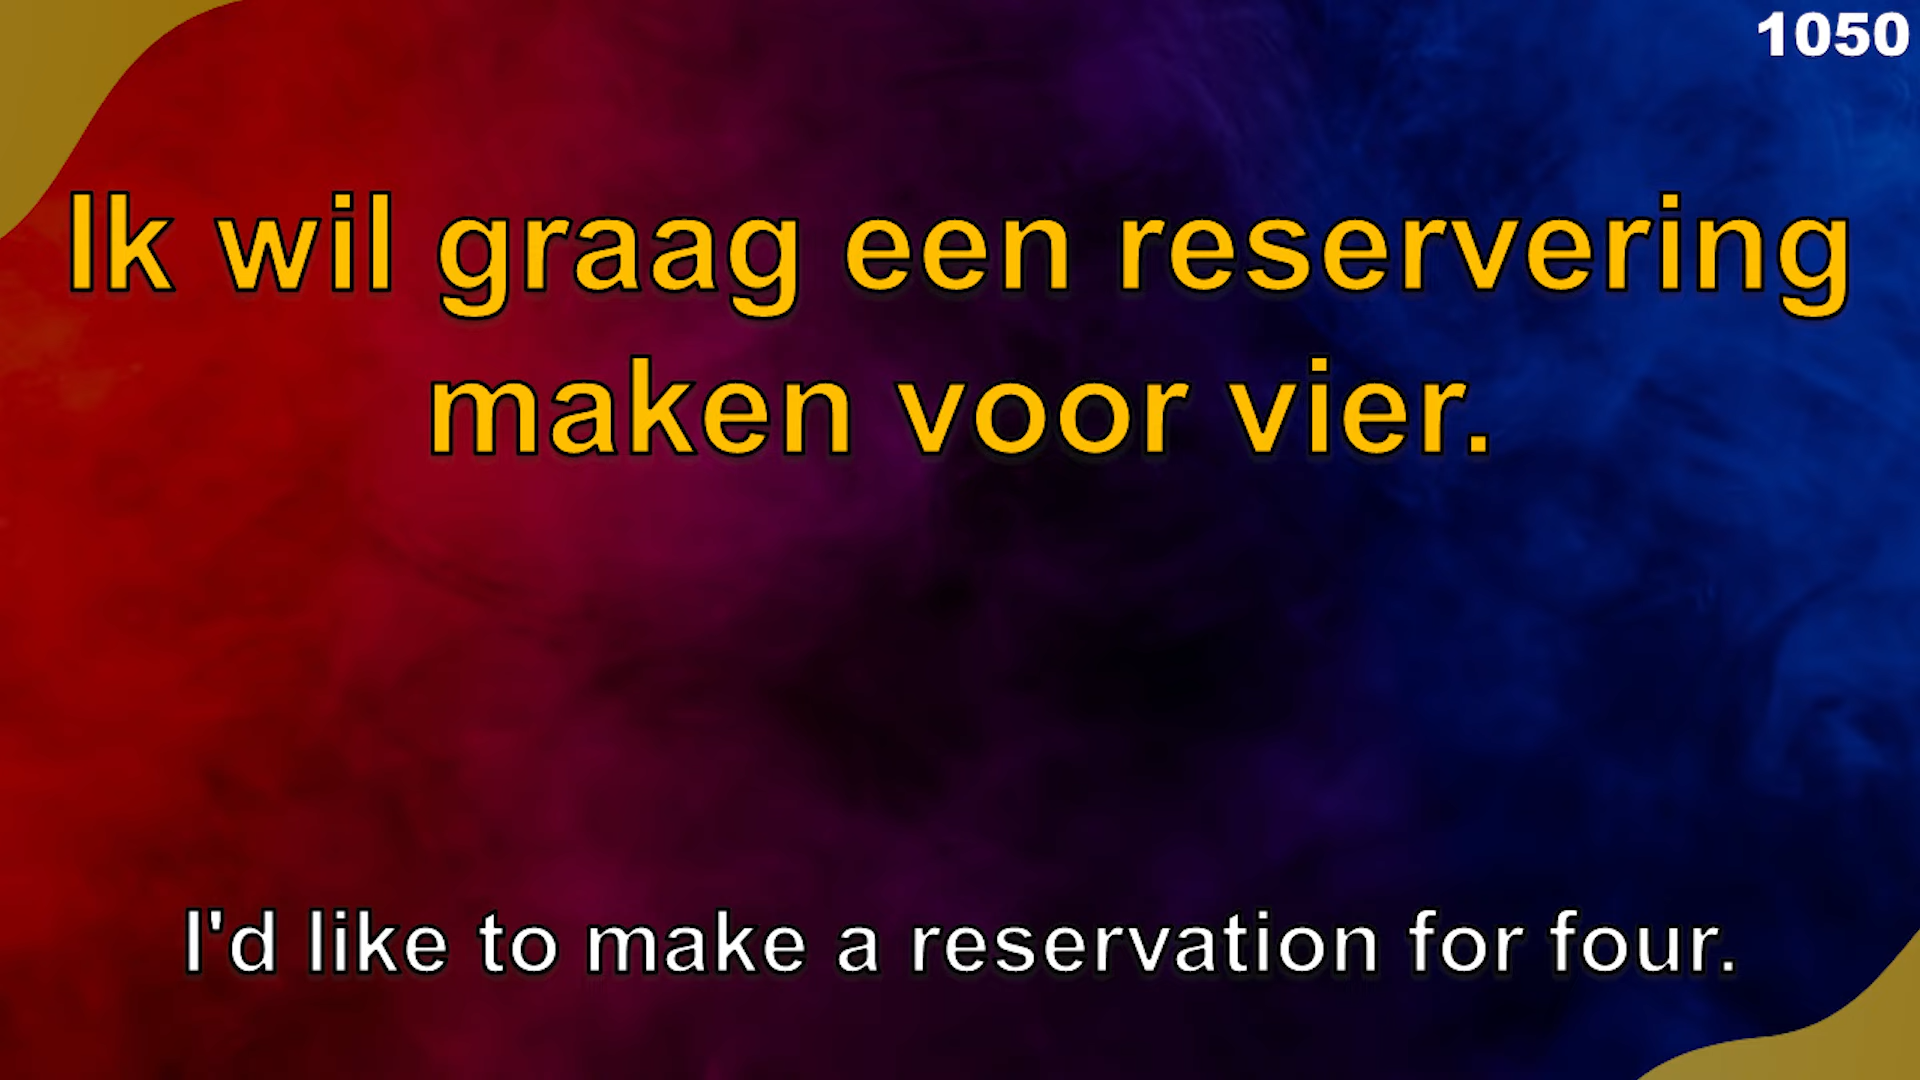 1050
Ik wil graag een reservering
maken voor vier.
I'd like to make a reservation for four.